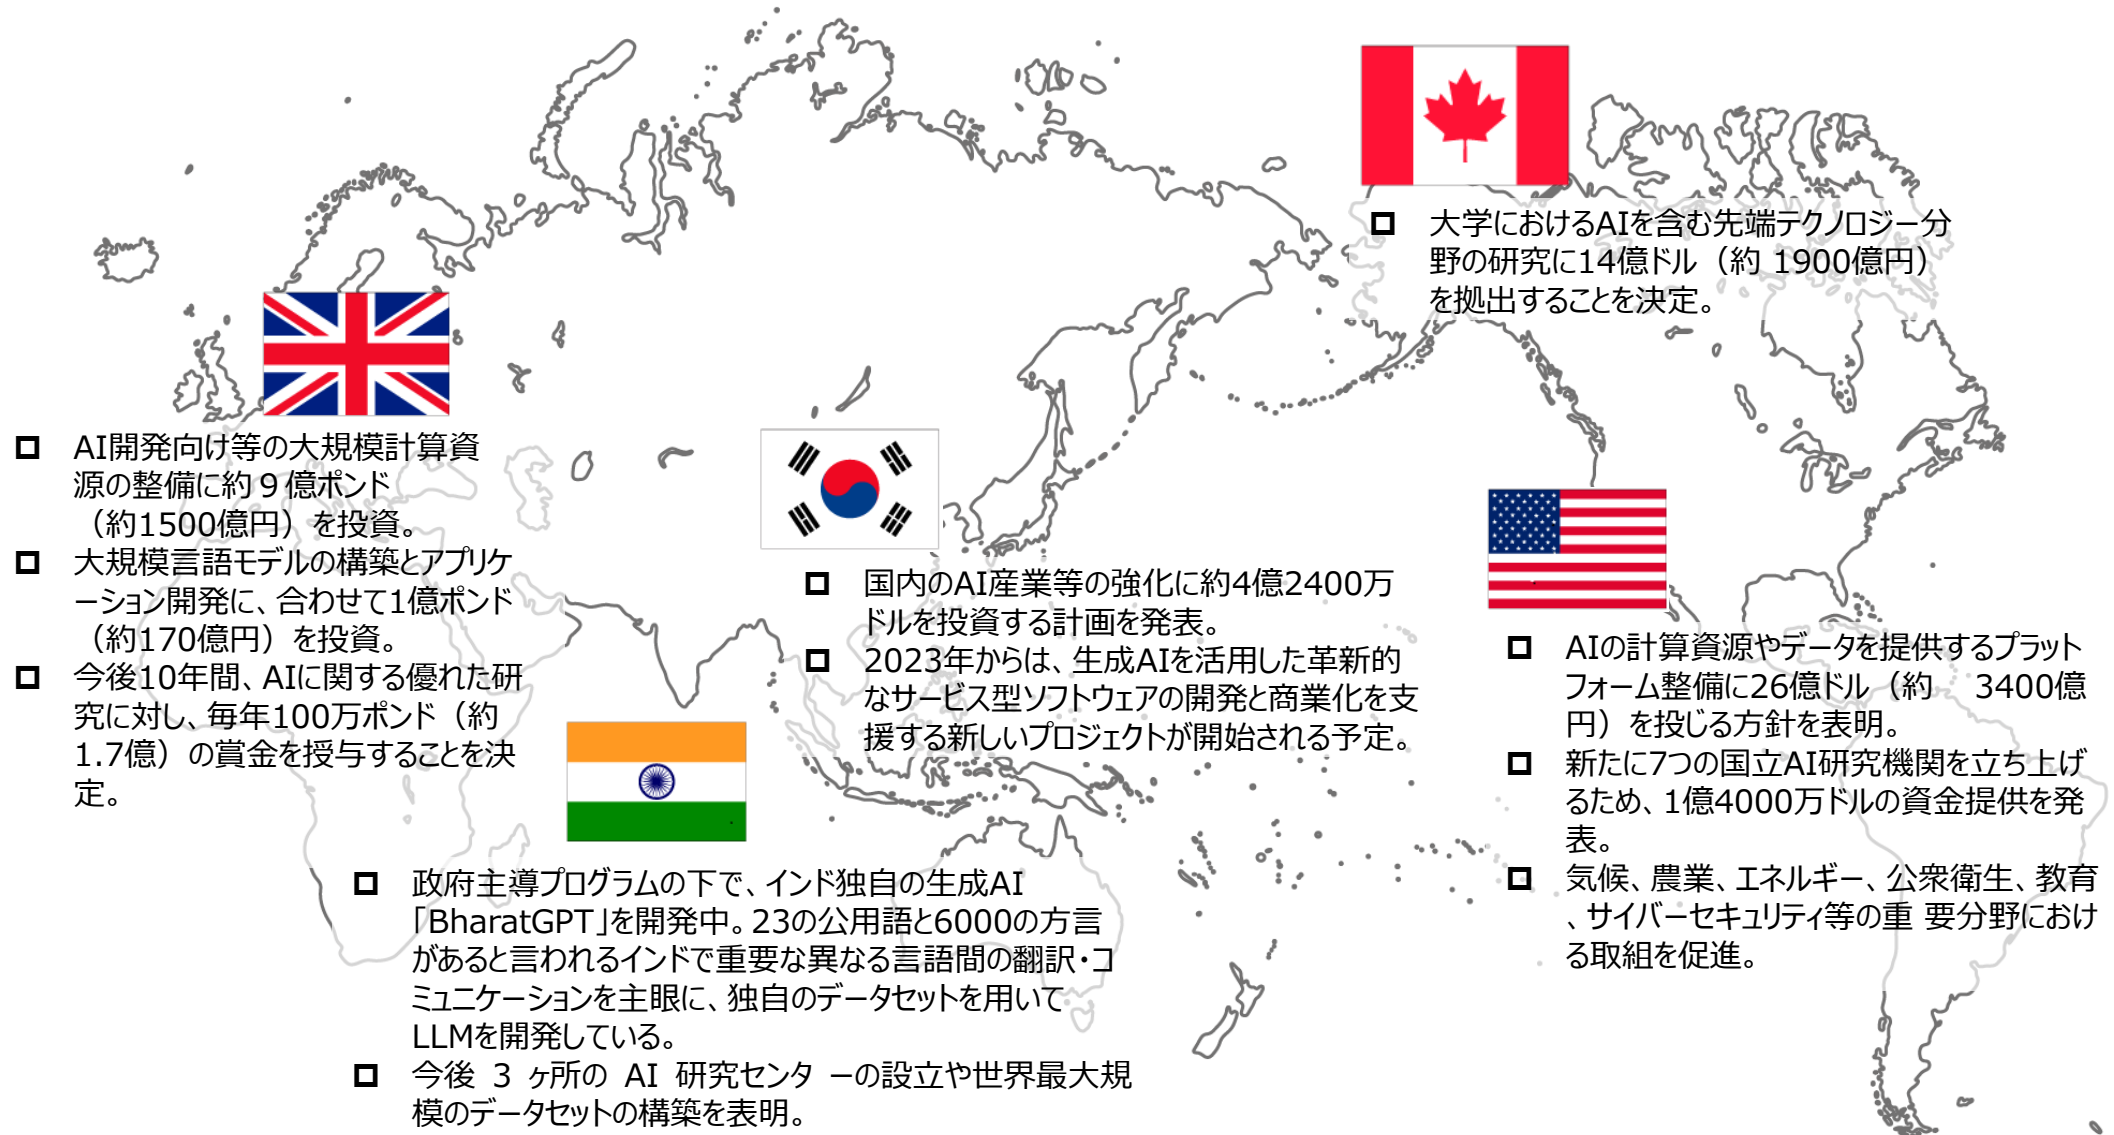 大学におけるAIを含む先端テクノロジー分
野の研究に14億ドル（約 1900億円）
を拠出することを決定。
AI開発向け等の大規模計算資
源の整備に約９億ポンド
（約1500億円）を投資。
大規模言語モデルの構築とアプリケ
ーション開発に、合わせて1億ポンド
（約170億円）を投資。
今後10年間、AIに関する優れた研
究に対し、毎年100万ポンド（約
1.7億）の賞金を授与することを決
定。
国内のAI産業等の強化に約4億2400万
ドルを投資する計画を発表。
2023年からは、生成AIを活用した革新的
なサービス型ソフトウェアの開発と商業化を支
援する新しいプロジェクトが開始される予定。
AIの計算資源やデータを提供するプラット
フォーム整備に26億ドル（約　3400億
円）を投じる方針を表明。
新たに7つの国立AI研究機関を立ち上げ
るため、1億4000万ドルの資金提供を発
表。
気候、農業、エネルギー、公衆衛生、教育
、サイバーセキュリティ等の重 要分野におけ
る取組を促進。
政府主導プログラムの下で、インド独自の生成AI
「BharatGPT」を開発中。23の公用語と6000の方言
があると言われるインドで重要な異なる言語間の翻訳・コ
ミュニケーションを主眼に、独自のデータセットを用いて
LLMを開発している。
今後 3 ヶ所の AI 研究センタ ーの設立や世界最大規
模のデータセットの構築を表明。